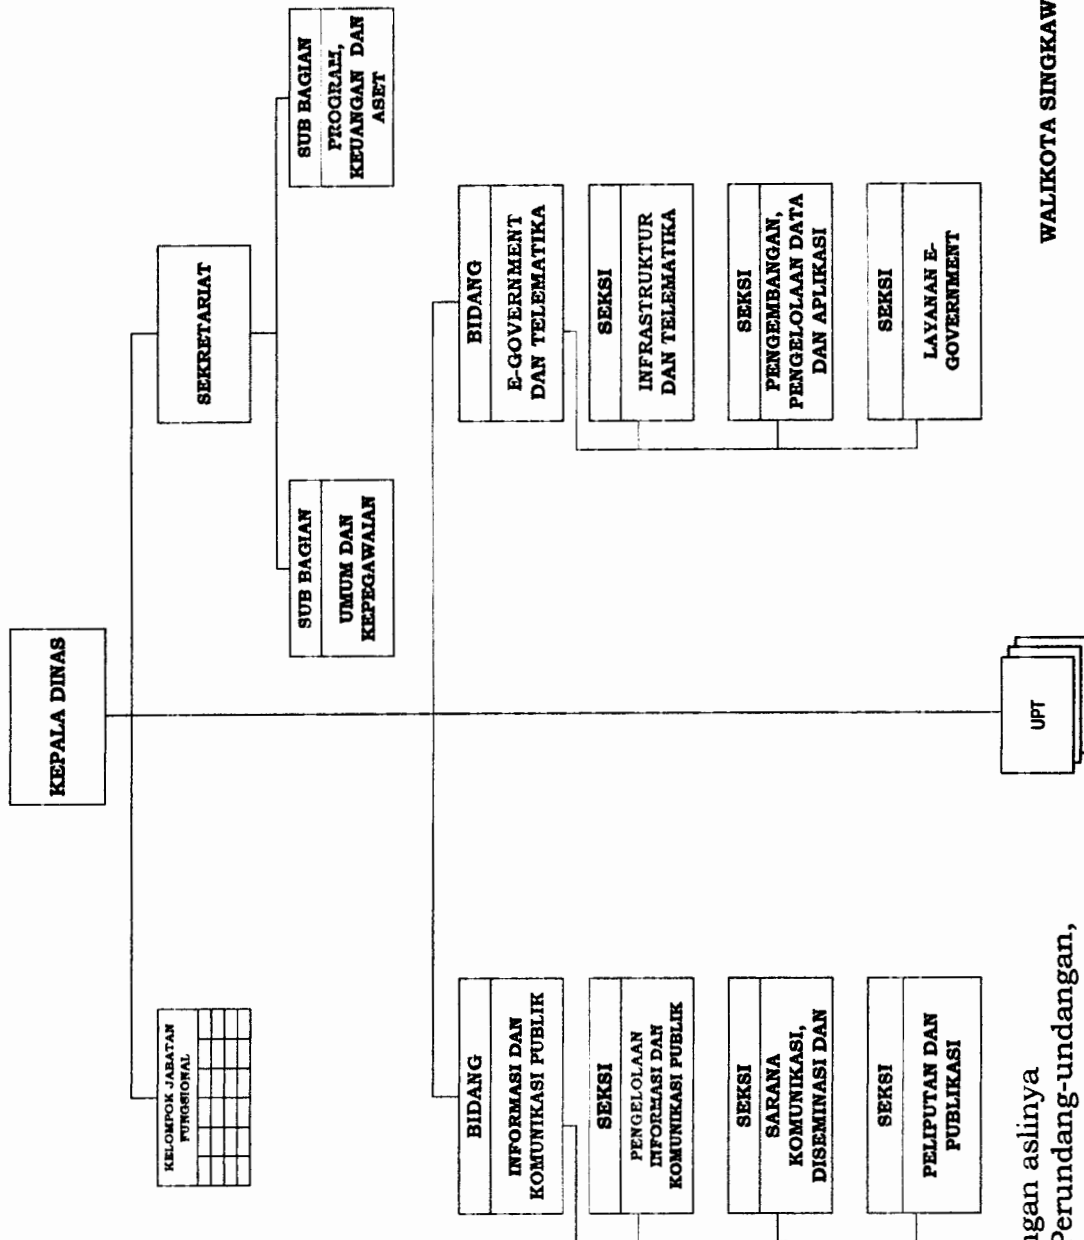 KEPALA DINAS
KELOMPOK JABATAN
FUNGSIONAL
SEKRETARIAT
SUB BAGIAN
UMUM DAN
KEPEGAWAIAN
SUB BAGIAN
PROGRAM,
KEUANGAN DAN
ASET
BIDANG
INFORMASI DAN
KOMUNIKASI PUBLIK
SEKSI
PENGELOLAAN
INFORMASI DAN
KOMUNIKASI PUBLIK
SEKSI
SARANA
KOMUNIKASI,
DISEMINASI DAN
SEKSI
PELIPUTAN DAN
PUBLIKASI
BIDANG
E-GOVERNMENT
DAN TELEMATIKA
SEKSI
INFRASTRUKTUR
DAN TELEMATIKA
SEKSI
PENGEMBANGAN,
PENGELOLAAN DATA
DAN APLIKASI
SEKSI
LAYANAN E-
GOVERNMENT
UPT
WALIKOTA SINGKAW
ngan aslinya
Perundang-undangan,